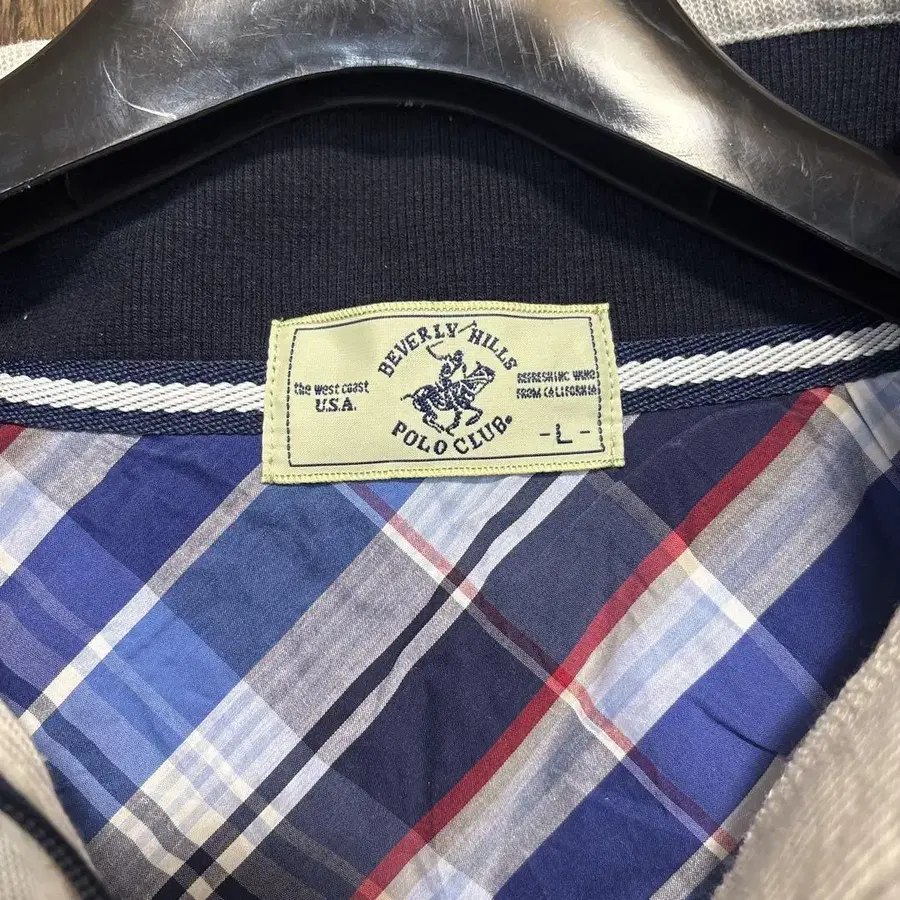 BEVERLY HILLS
the west coast
U.S.A.
REFRESHING WIND
FROM CALIFORNIA
POLO CLUB®
- L -